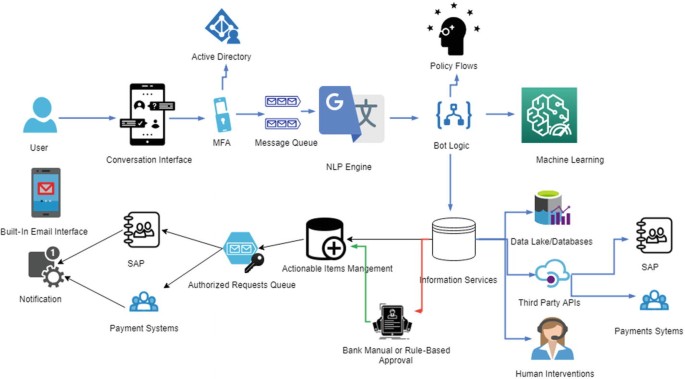 Active Directory
Policy Flows
User
Conversation Interface
MFA
Message Queue
G
文
NLP Engine
Bot Logic
Machine Learning
Built-In Email Interface
SAP
Authorized Requests Queue
Actionable Items Mangement
Information Services
Data Lake/Databases
SAP
1
Notification
Payment Systems
Third Party APIs
Payments Sytems
Bank Manual or Rule-Based
Approval
Human Interventions